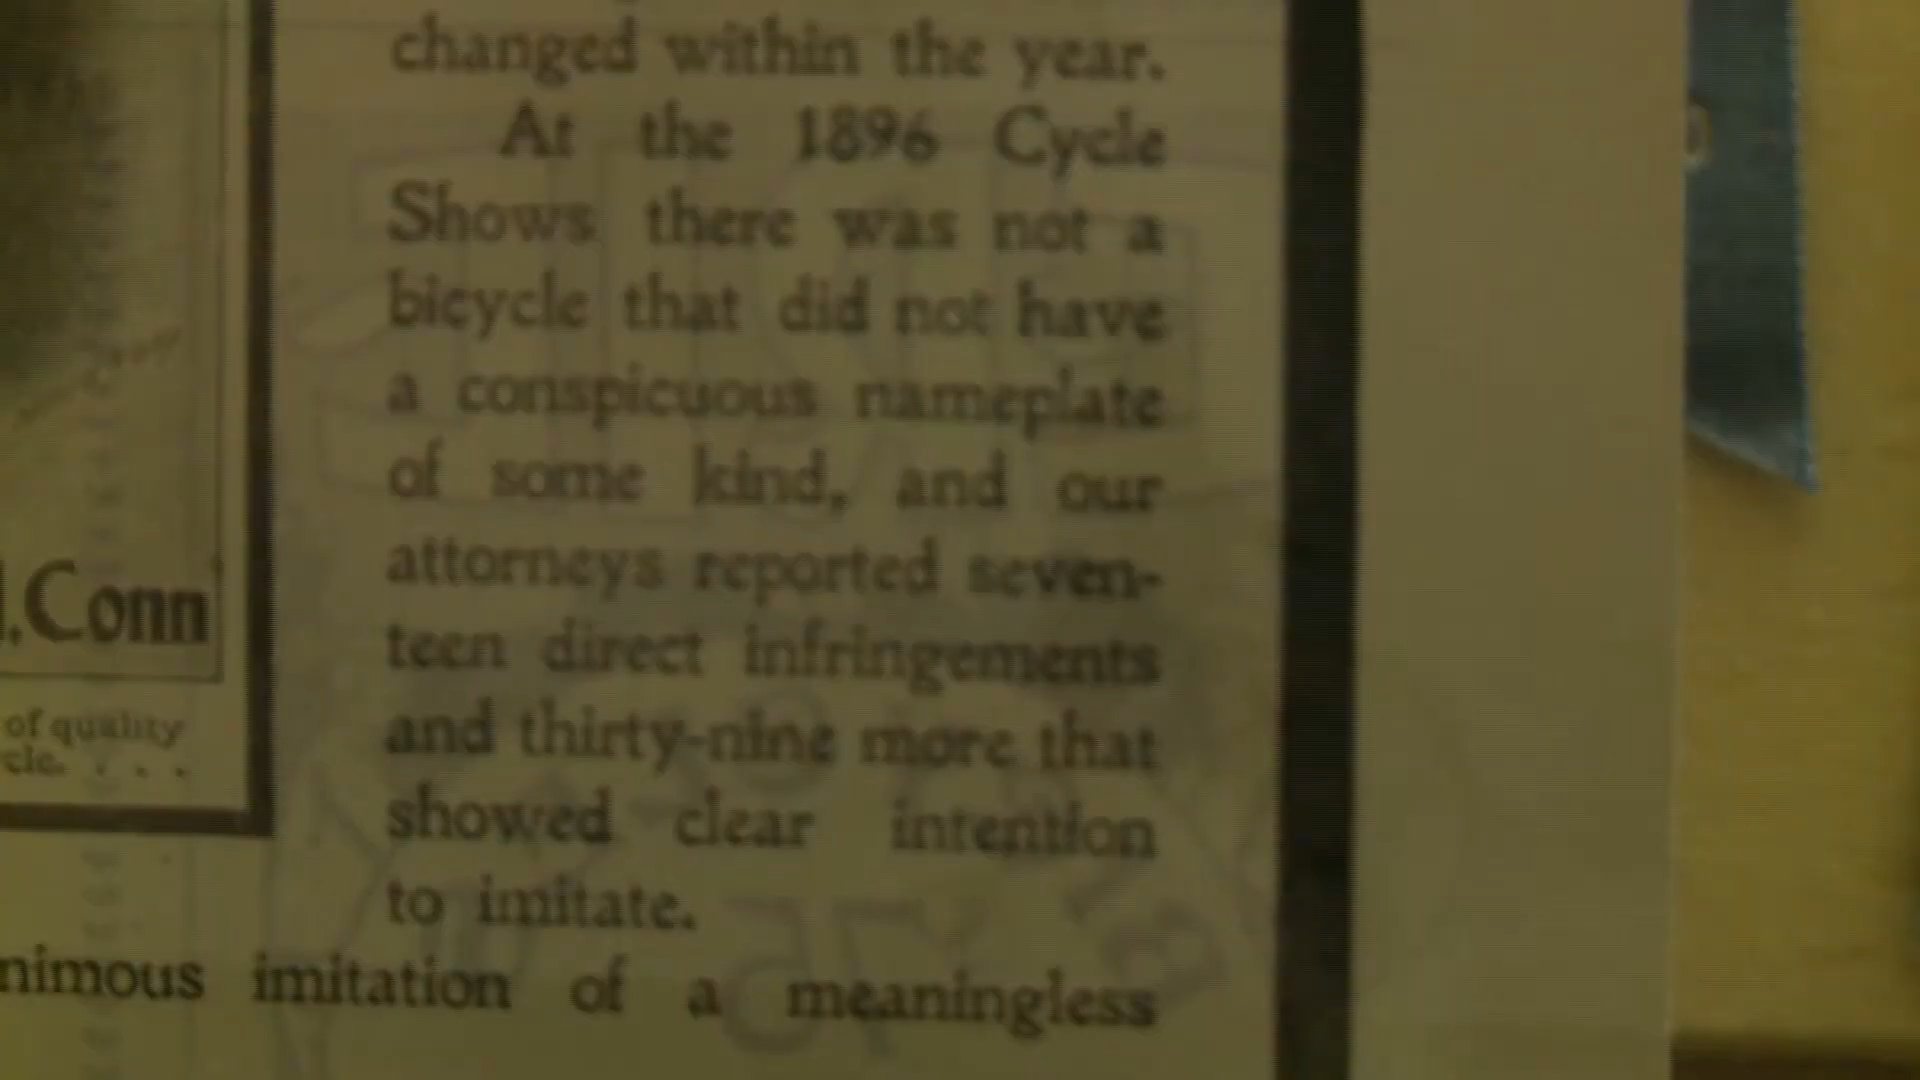 changed within the year.
At the 1896 Cycle
Shows there was not a
bicycle that did not have
a conspicuous nameplate
of some kind, and our
attorneys reported seven-
teen direct infringements
and thirty-nine more that
showed clear intention
to imitate.
imitation of a meaningless
Conn
of quality